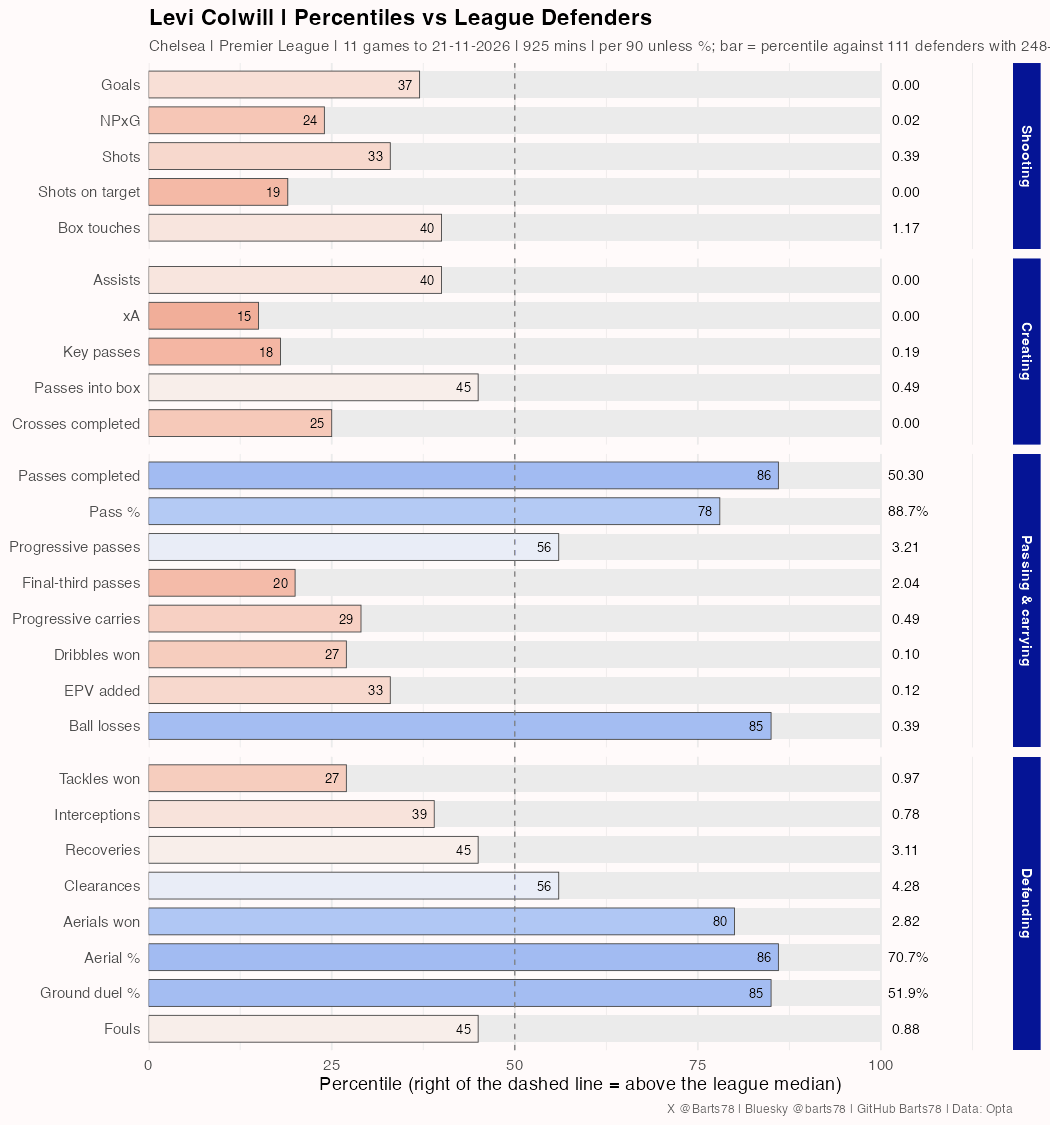 Levi Colwill | Percentiles vs League Defenders
Chelsea | Premier League | 11 games to 21-11-2026 | 925 mins | per 90 unless %; bar = percentile against 111 defenders with 248-
Goals 37 0.00
NPxG 24 0.02
Shots 33 0.39
Shots on target 19 0.00
Box touches 40 1.17
Shooting
Assists 40 0.00
xA 15 0.00
Key passes 18 0.19
Passes into box 45 0.49
Crosses completed 25 0.00
Creating
Passes completed 86 50.30
Pass % 78 88.7%
Progressive passes 56 3.21
Final-third passes 20 2.04
Progressive carries 29 0.49
Dribbles won 27 0.10
EPV added 33 0.12
Ball losses 85 0.39
Passing & carrying
Tackles won 27 0.97
Interceptions 39 0.78
Recoveries 45 3.11
Clearances 56 4.28
Aerials won 80 2.82
Aerial % 86 70.7%
Ground duel % 85 51.9%
Fouls 45 0.88
Defending
0 25 50 75 100
Percentile (right of the dashed line = above the league median)
X @Barts78 | Bluesky @barts78 | GitHub Barts78 | Data: Opta